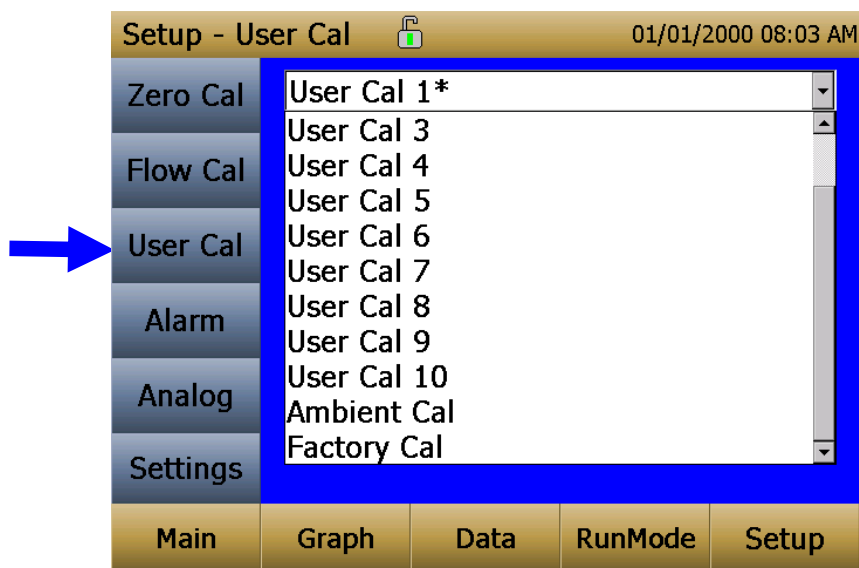 Setup - User Cal 01/01/2000 08:03 AM
Zero Cal
Flow Cal
User Cal
Alarm
Analog
Settings
User Cal 1*
User Cal 3
User Cal 4
User Cal 5
User Cal 6
User Cal 7
User Cal 8
User Cal 9
User Cal 10
Ambient Cal
Factory Cal
Main Graph Data RunMode Setup